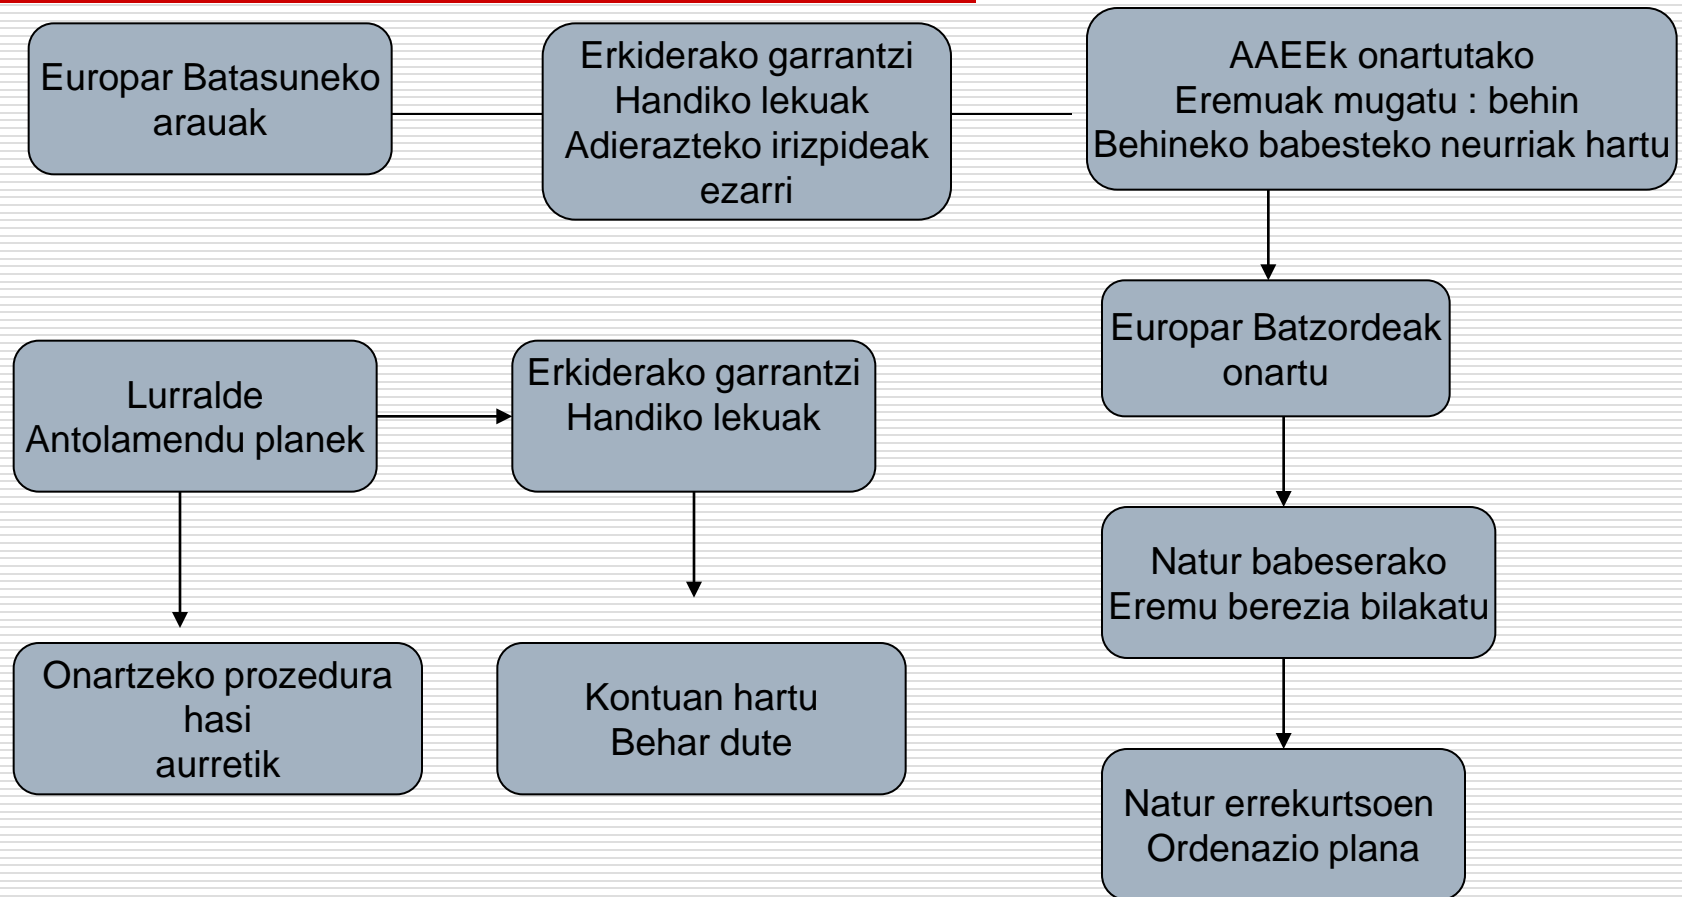 Europar Batasuneko
arauak
Erkiderako garrantzi
Handiko lekuak
Adierazteko irizpideak
ezarri
AAEEk onartutako
Eremuak mugatu : behin
Behineko babesteko neurriak hartu
Europar Batzordeak
onartu
Lurralde
Antolamendu planek
Erkiderako garrantzi
Handiko lekuak
Natur babeserako
Eremu berezia bilakatu
Onartzeko prozedura
hasi
aurretik
Kontuan hartu
Behar dute
Natur errekurtsoen
Ordenazio plana